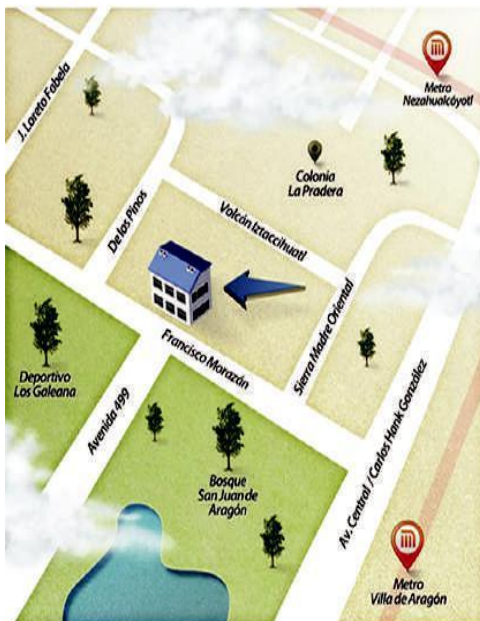 J. Loreto Fabela
Metro
Nezahualcóyotl
Colonia
La Pradera
De los Pinos
Volcán Iztaccíhuatl
Sierra Madre Oriental
Francisco Morazán
Deportivo
Los Galeana
Avenida 499
Bosque
San Juan de
Aragón
Av. Central / Carlos Hank González
Metro
Villa de Aragón